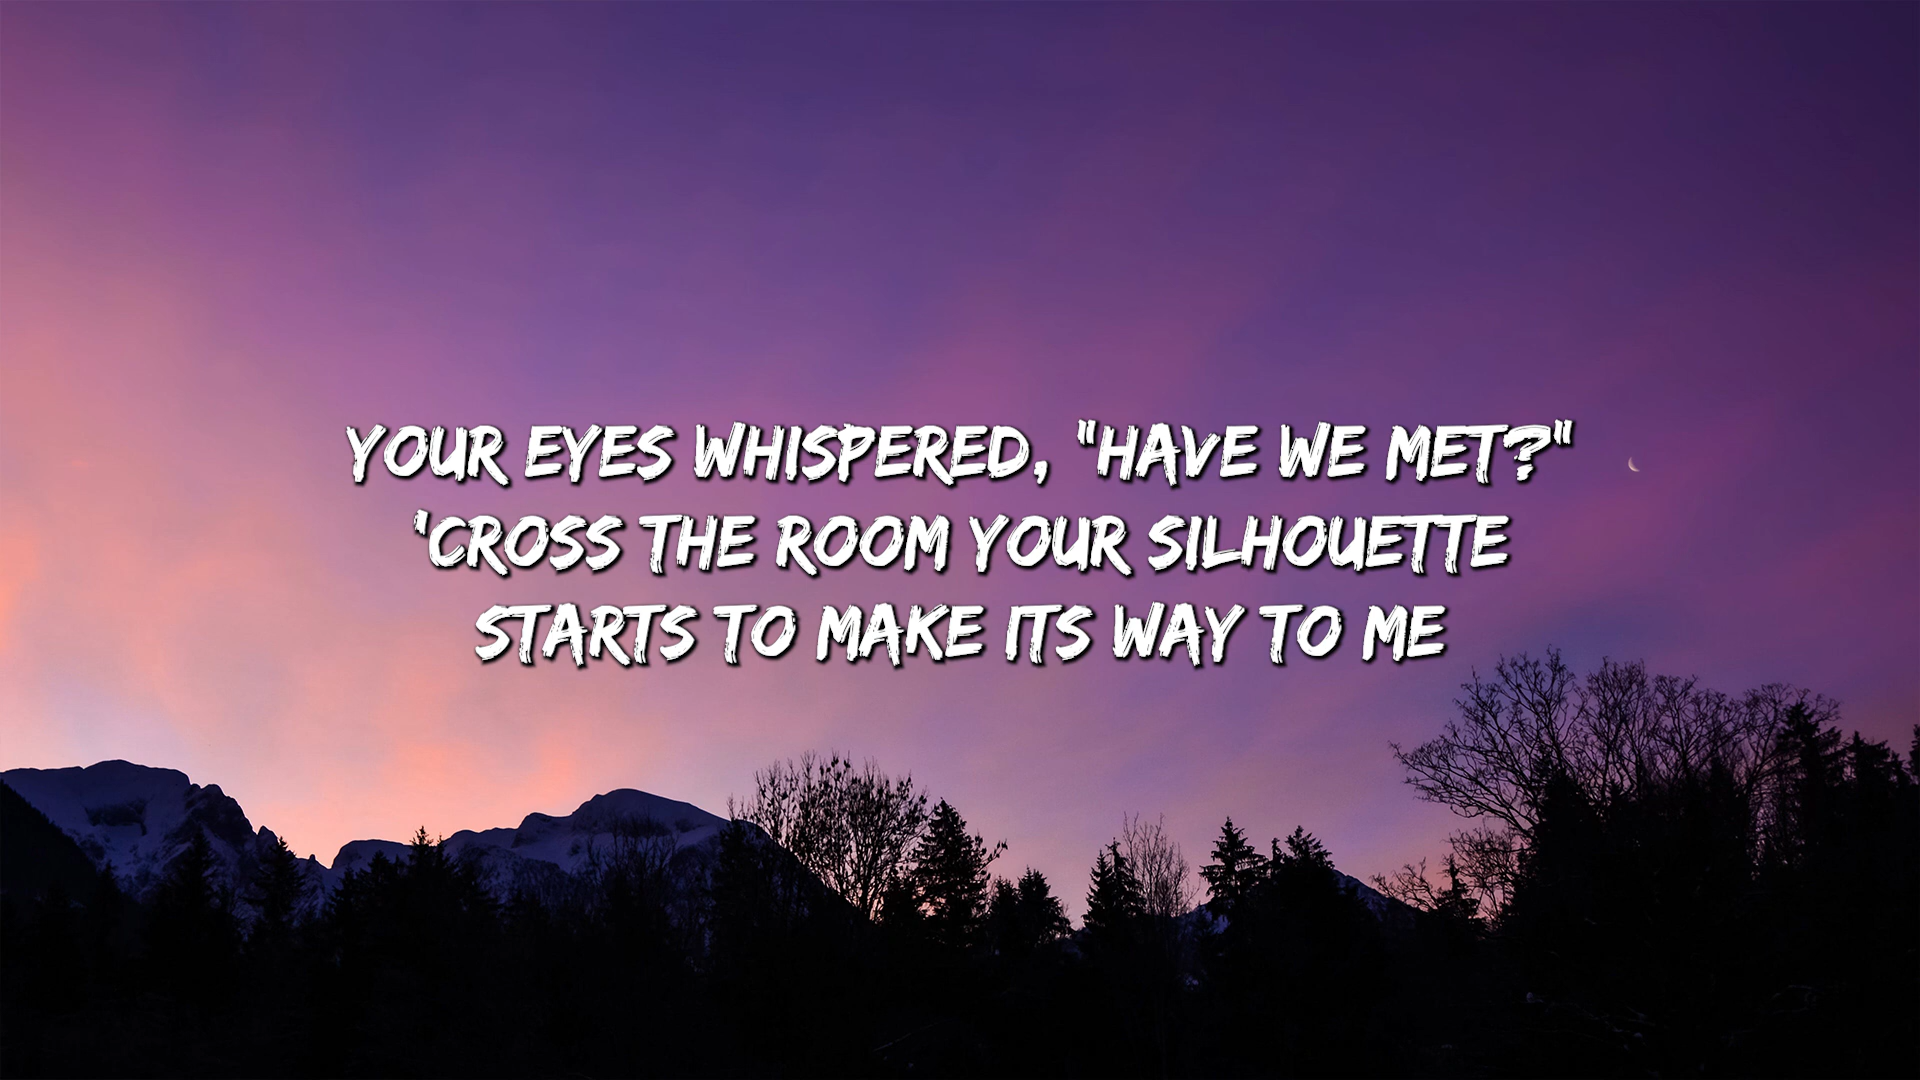 YOUR EYES WHISPERED, "HAVE WE MET?"
'CROSS THE ROOM YOUR SILHOUETTE
STARTS TO MAKE ITS WAY TO ME